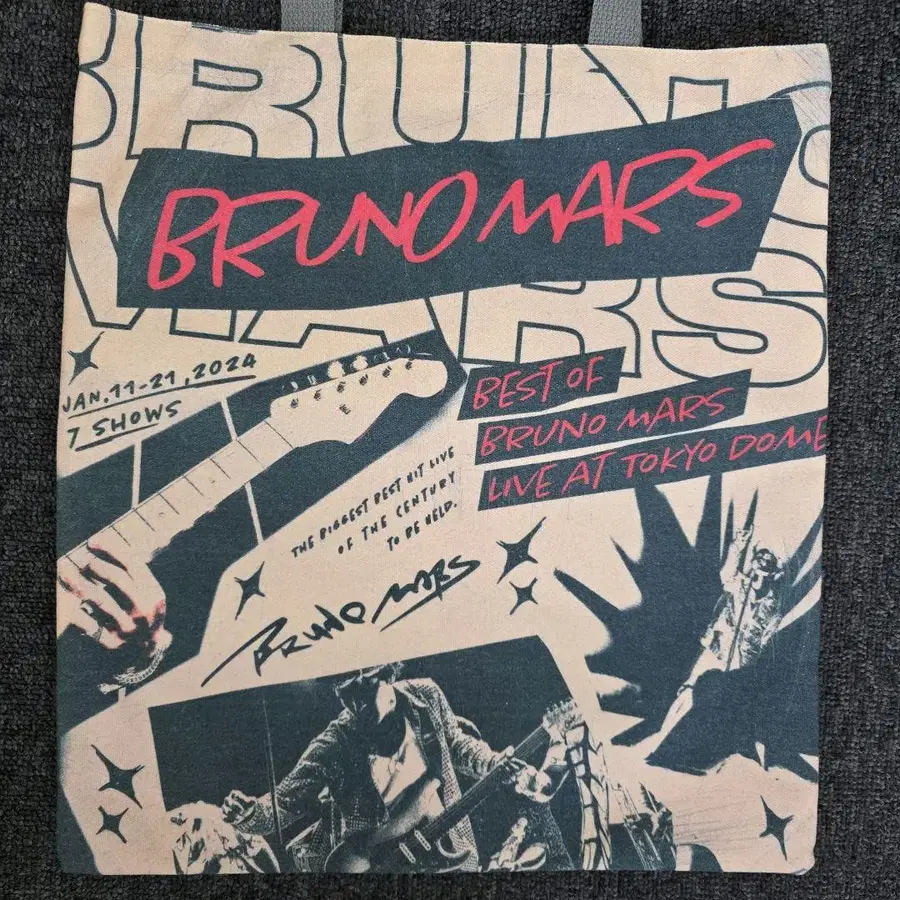 BRUNO
MARS
BRUNO MARS
JAN.11-21,2024
7 SHOWS
BEST OF
BRUNO MARS
LIVE AT TOKYO DOME
THE BIGGEST BEST HIT LIVE
OF THE CENTURY
TO BE HELD.
BRUNO MARS